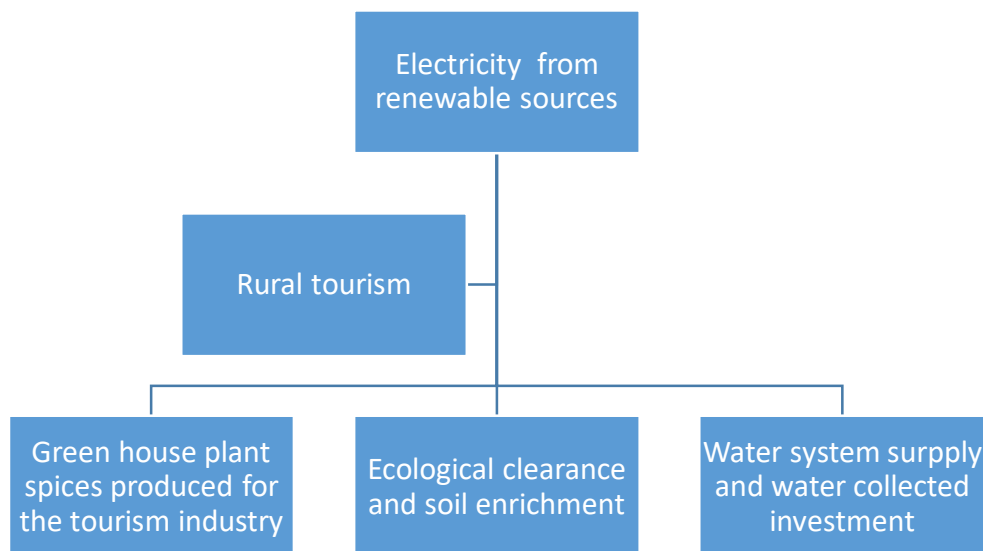 Electricity from
renewable sources
Rural tourism
Green house plant
spices produced for
the tourism industry
Ecological clearance
and soil enrichment
Water system surpply
and water collected
investment